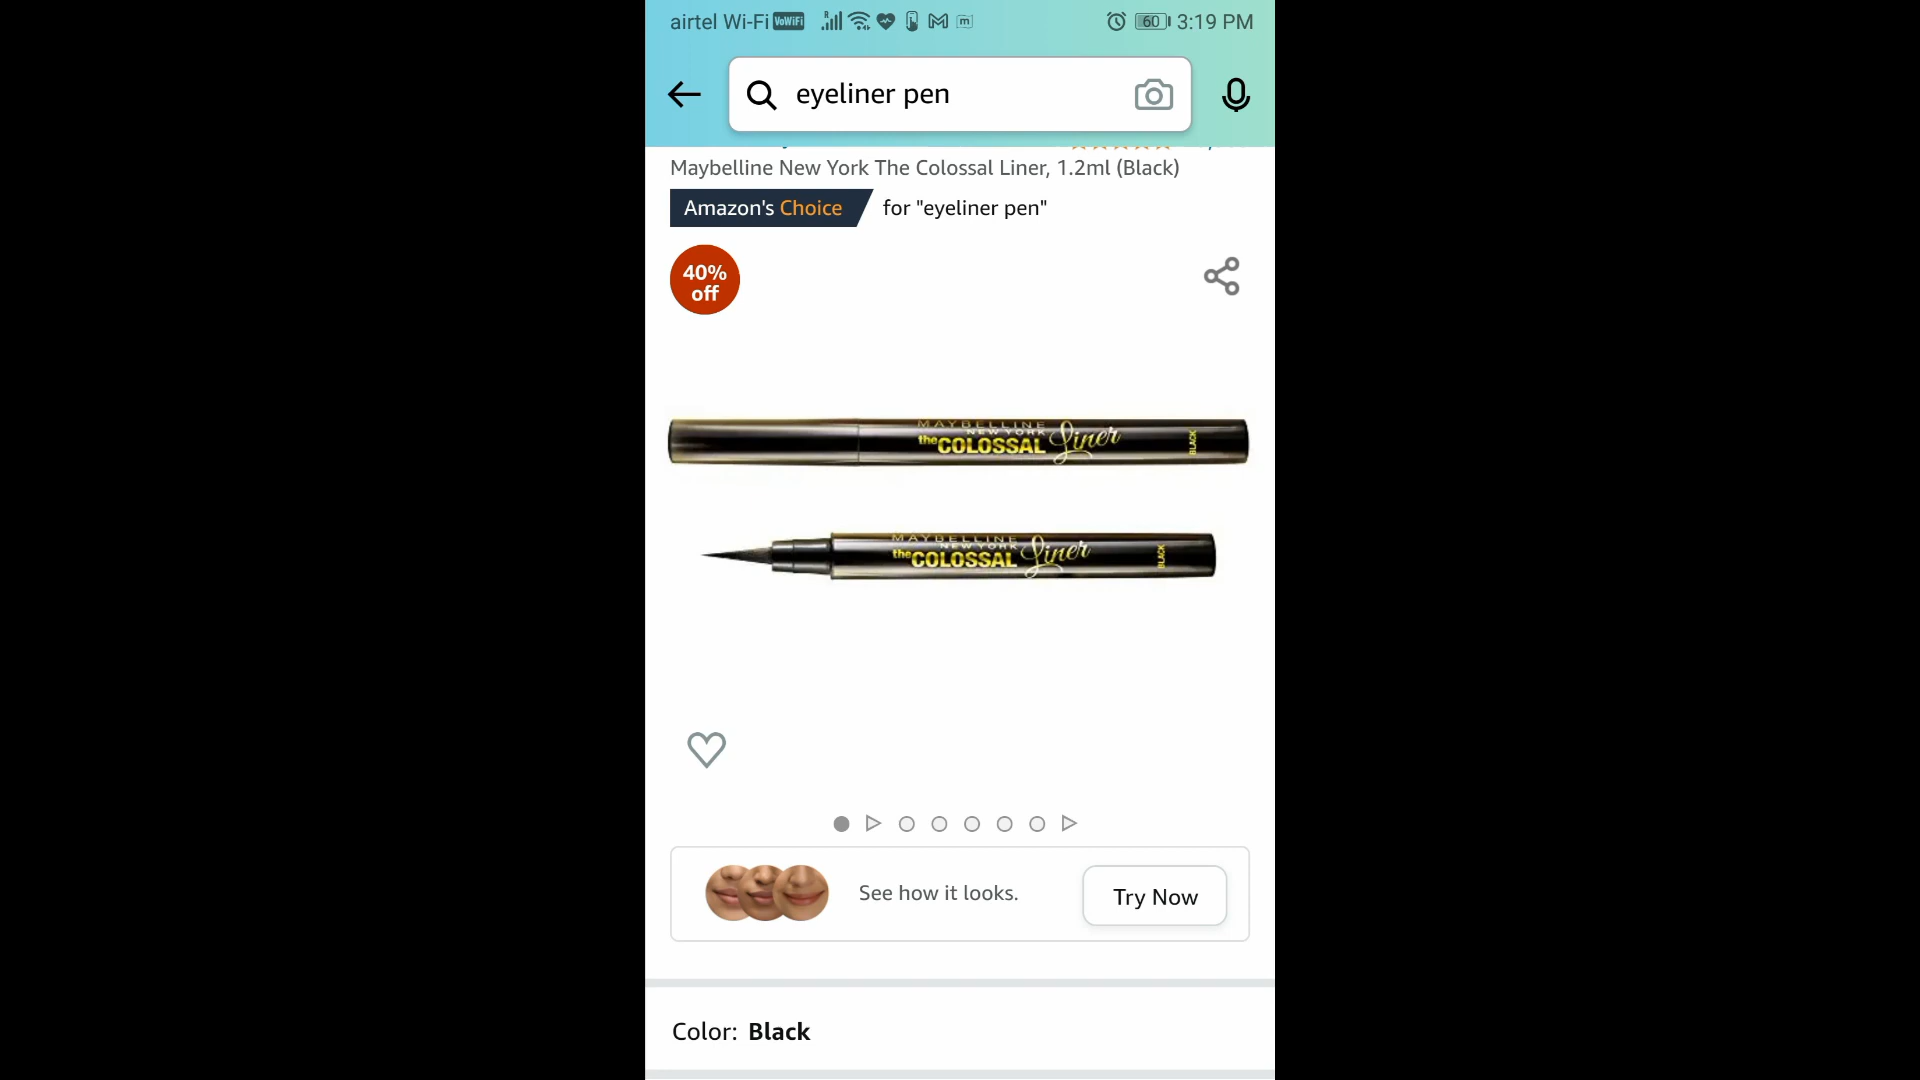 airtel Wi-Fi VoWiFi R m 60 3:19 PM
eyeliner pen
Maybelline New York The Colossal Liner, 1.2ml (Black)
Amazon's Choice for "eyeliner pen"
40%
off
MAYBELLINE
NEW YORK
the COLOSSAL Liner BLACK
MAYBELLINE
NEW YORK
the COLOSSAL Liner BLACK
See how it looks.
Try Now
Color: Black